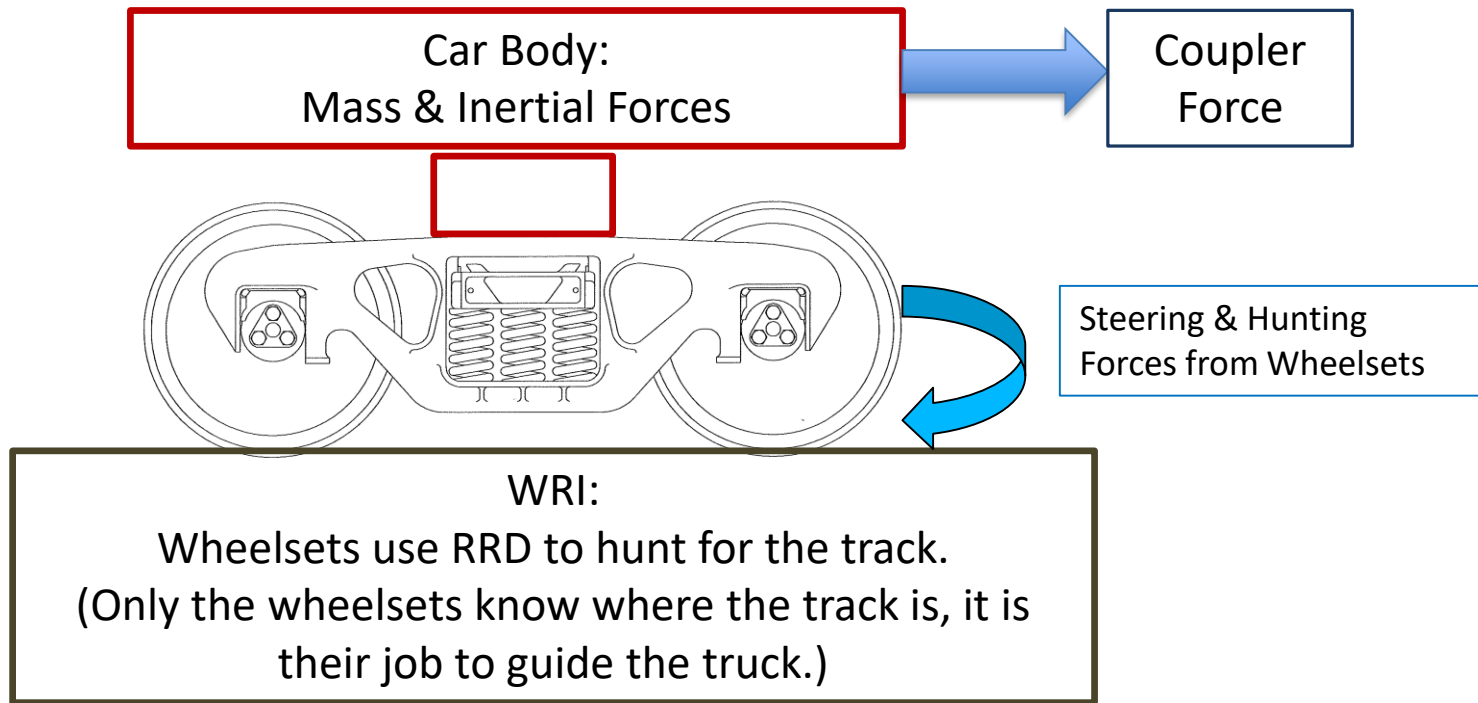 Car Body:
Mass & Inertial Forces
Coupler
Force
Steering & Hunting
Forces from Wheelsets
WRI:
Wheelsets use RRD to hunt for the track.
(Only the wheelsets know where the track is, it is
their job to guide the truck.)